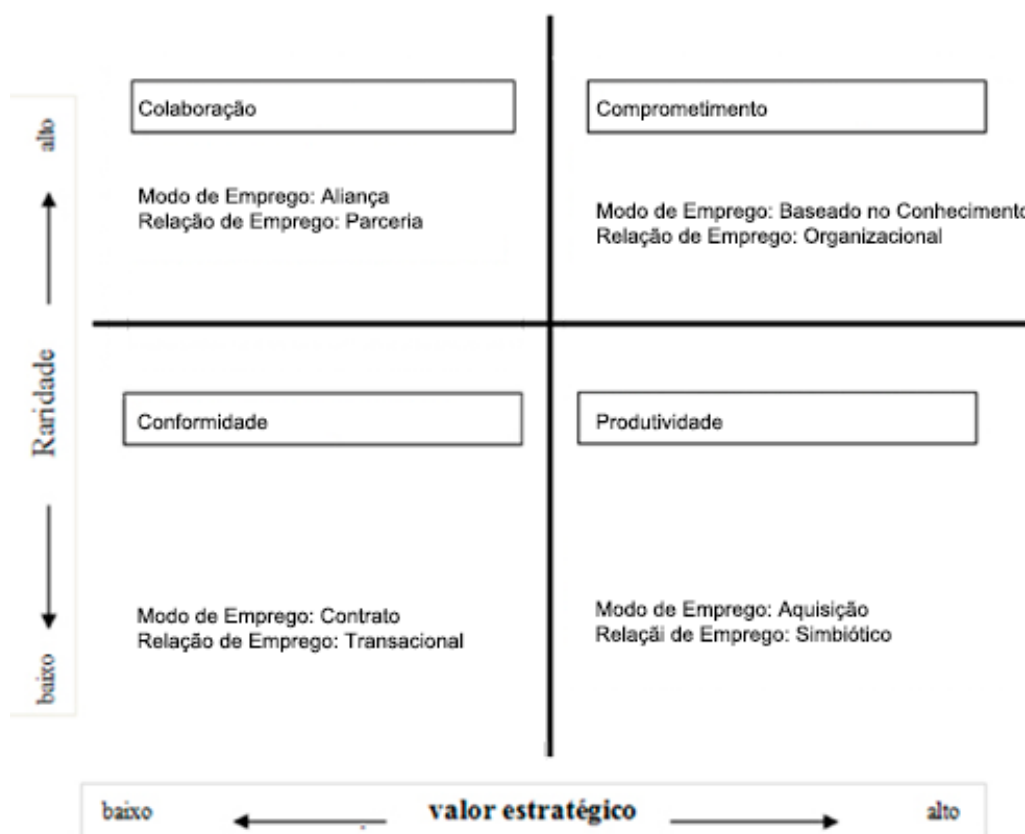 Colaboração
Comprometimento
alto
Modo de Emprego: Aliança
Relação de Emprego: Parceria
Modo de Emprego: Baseado no Conhecimento
Relação de Emprego: Organizacional
Raridade
Conformidade
Produtividade
Modo de Emprego: Contrato
Relação de Emprego: Transacional
Modo de Emprego: Aquisição
Relaçãi de Emprego: Simbiótico
baixo
baixo valor estratégico alto